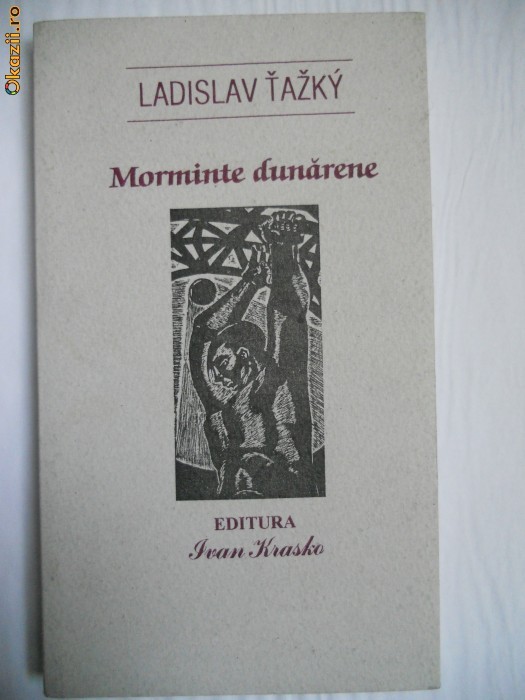 Okazii.ro
LADISLAV ŤAŽKÝ
Morminte dunărene
EDITURA
Ivan Krasko